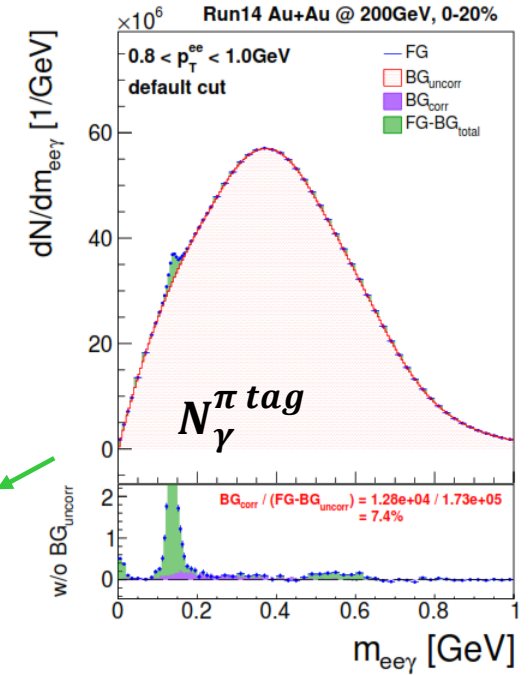 ×10⁶ Run14 Au+Au @ 200GeV, 0-20%
0.8 < p_T^ee < 1.0GeV
default cut
FG
BG_uncorr
BG_corr
FG-BG_total
dN/dm_eeγ [1/GeV]
60
40
20
0
N_γ^π tag
w/o BG_uncorr
2
1
0
BG_corr / (FG-BG_uncorr) = 1.28e+04 / 1.73e+05
= 7.4%
0 0.2 0.4 0.6 0.8 1
m_eeγ [GeV]